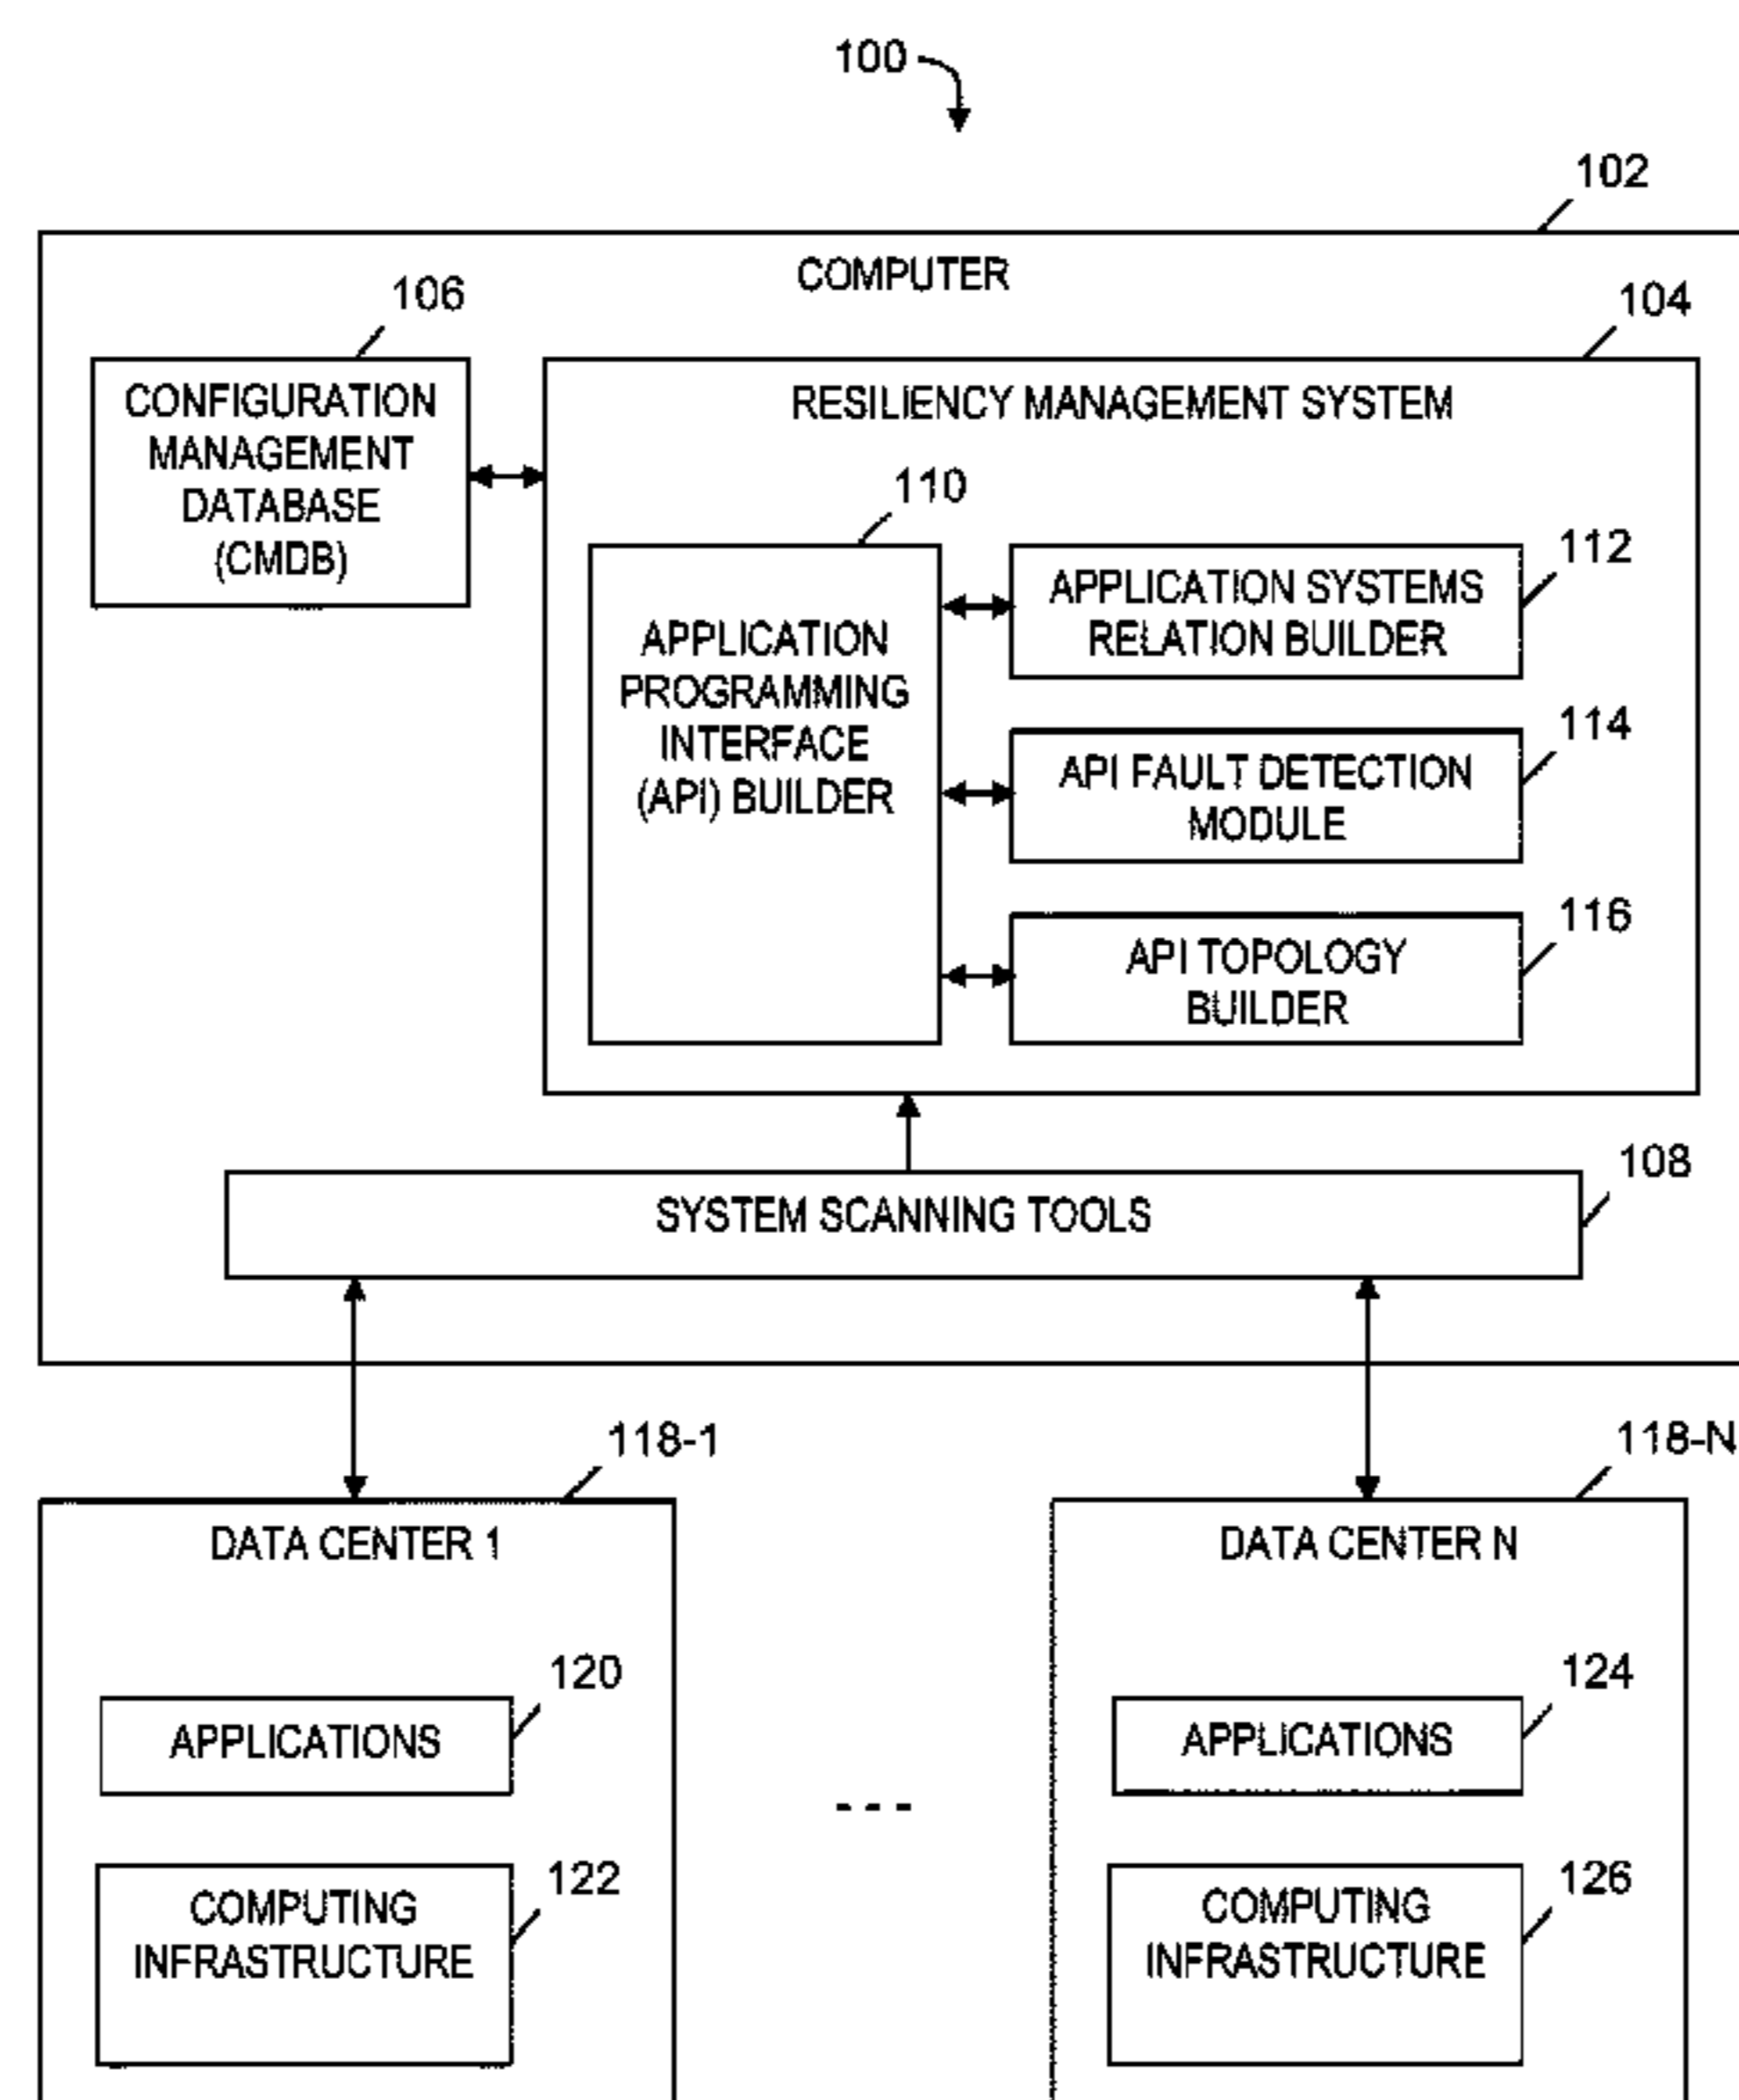 100
102
COMPUTER
106
104
CONFIGURATION
MANAGEMENT
DATABASE
(CMDB)
RESILIENCY MANAGEMENT SYSTEM
110
APPLICATION
PROGRAMMING
INTERFACE
(API) BUILDER
112
APPLICATION SYSTEMS
RELATION BUILDER
114
API FAULT DETECTION
MODULE
116
API TOPOLOGY
BUILDER
108
SYSTEM SCANNING TOOLS
118-1
118-N
DATA CENTER 1
120
APPLICATIONS
122
COMPUTING
INFRASTRUCTURE
- - -
DATA CENTER N
124
APPLICATIONS
126
COMPUTING
INFRASTRUCTURE